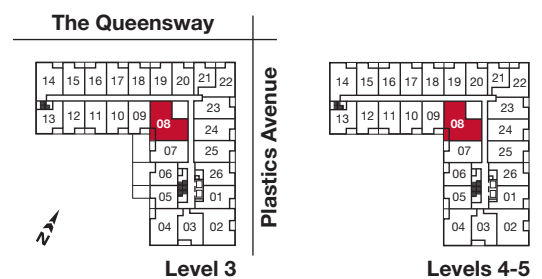 The Queensway
Plastics Avenue
14 15 16 17 18 19 20 21 22
13 12 11 10 09 08 23
24
07 25
06 26
05 01
04 03 02
N
Level 3
14 15 16 17 18 19 20 21 22
13 12 11 10 09 08 23
24
07 25
06 26
05 01
04 03 02
Levels 4-5